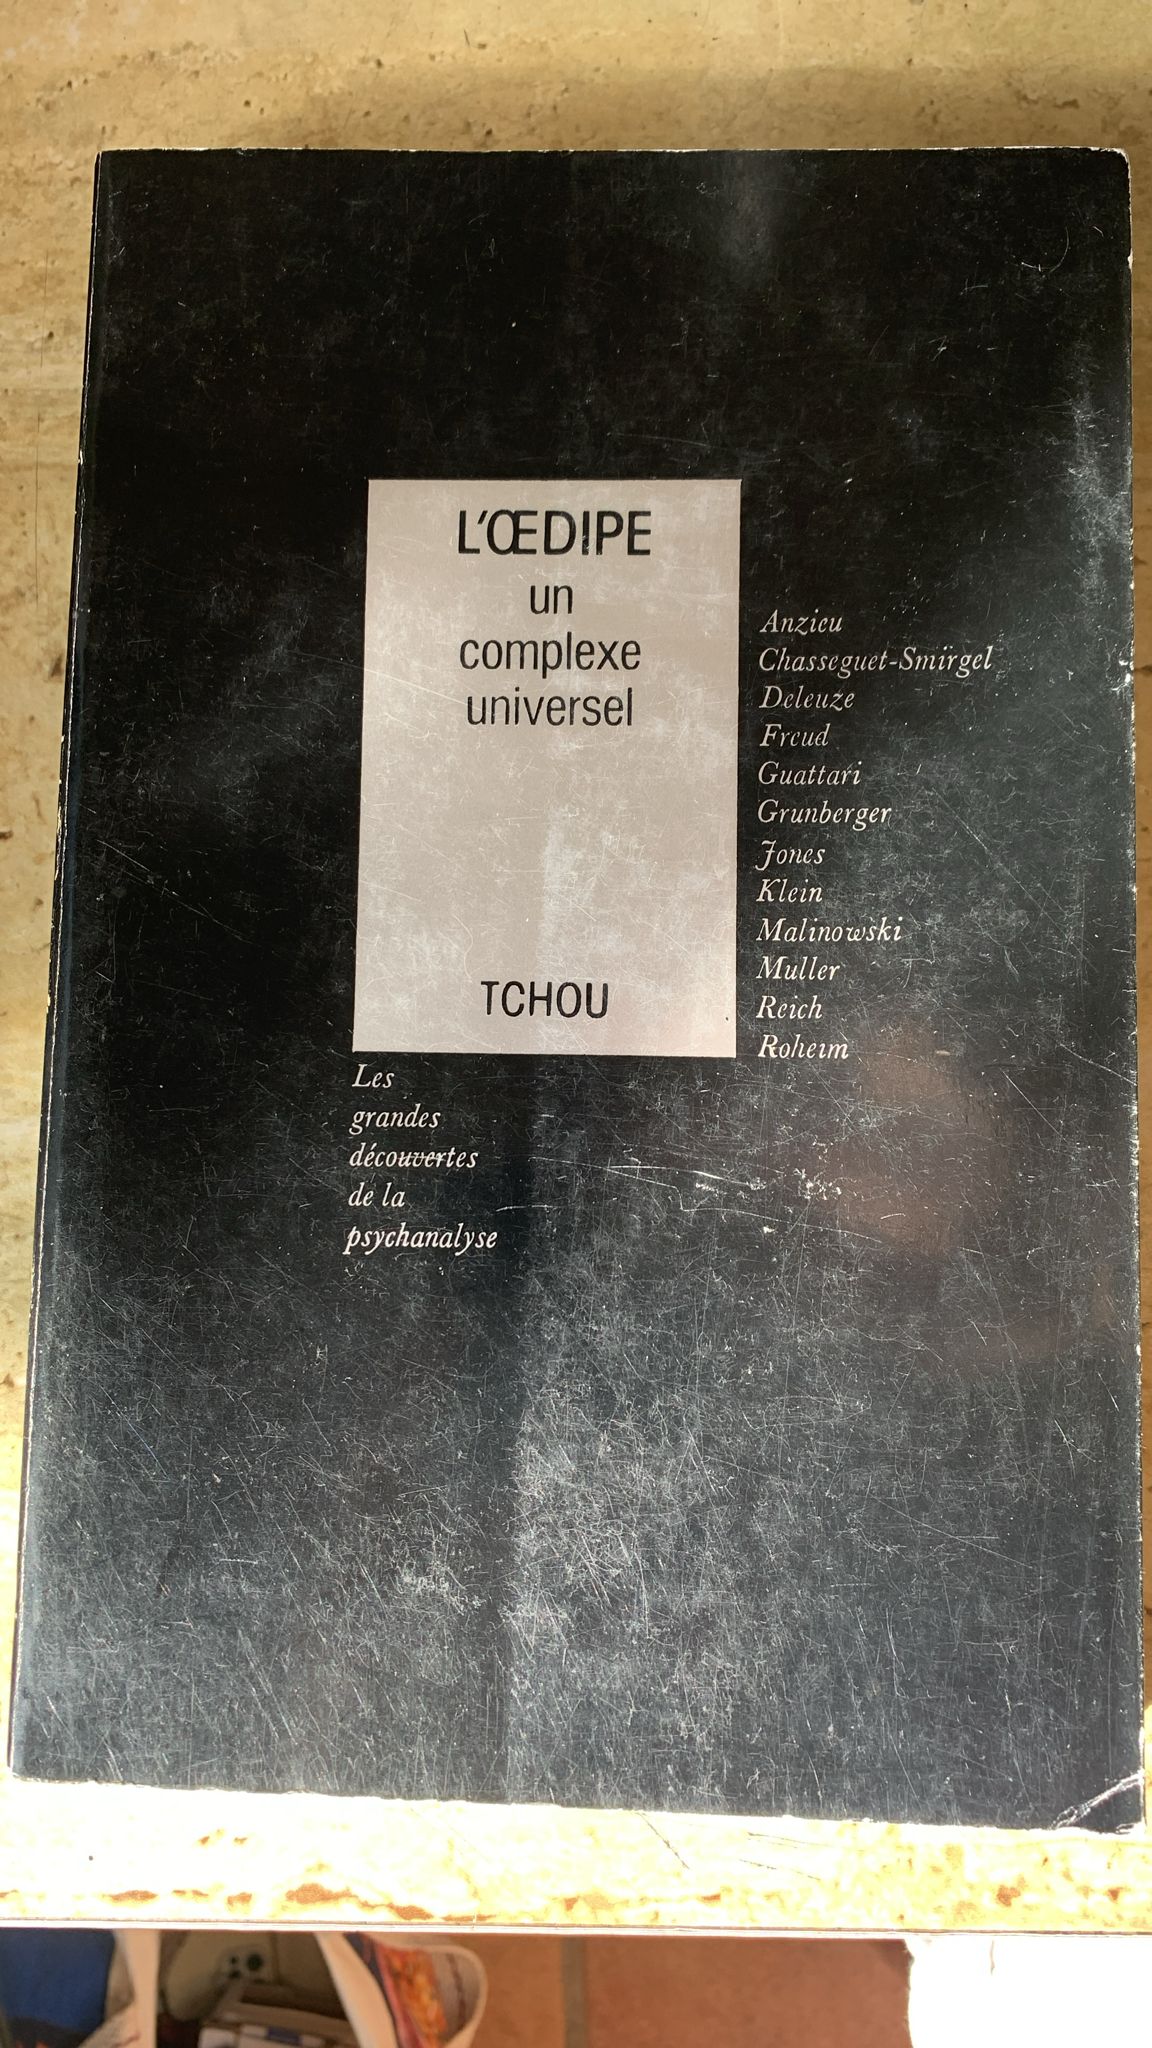 L'ŒDIPE
un
complexe
universel
TCHOU
Anzieu
Chasseguet-Smirgel
Deleuze
Freud
Guattari
Grunberger
Jones
Klein
Malinowski
Muller
Reich
Roheim
Les
grandes
découvertes
de la
psychanalyse